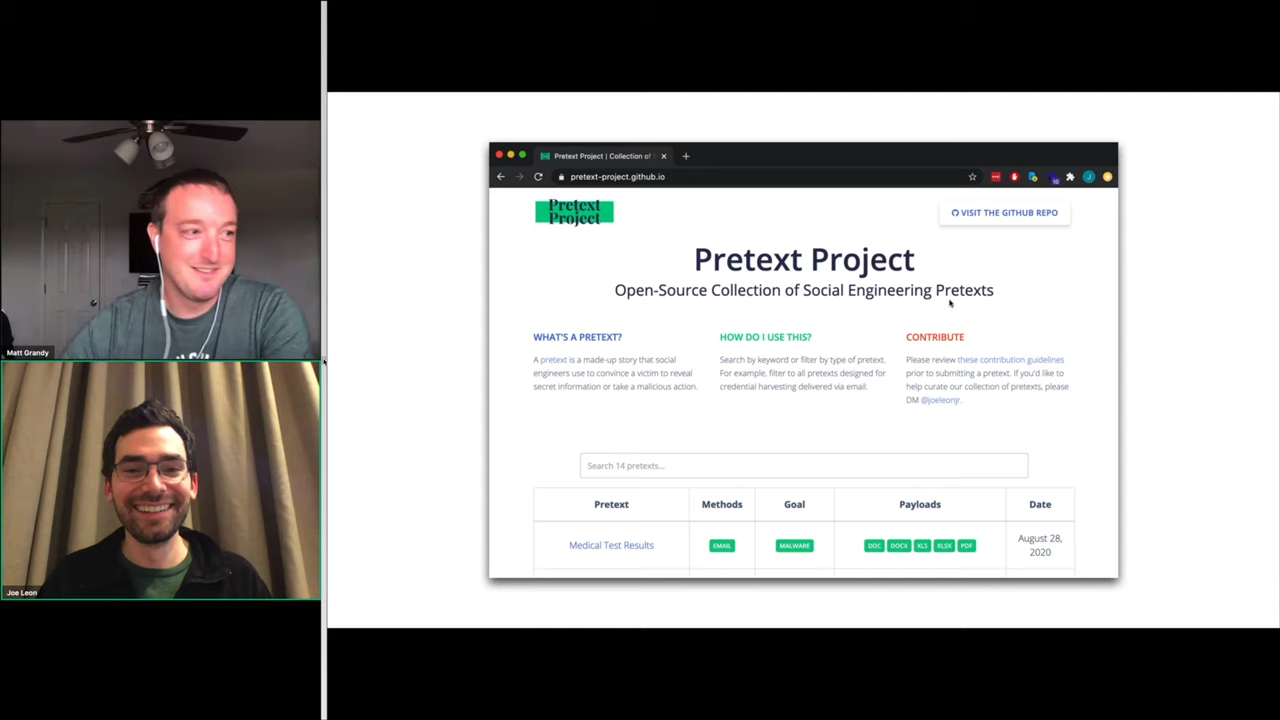 Matt Grandy
Joe Leon
Pretext Project | Collection of
pretext-project.github.io
Pretext
Project
VISIT THE GITHUB REPO
Pretext Project
Open-Source Collection of Social Engineering Pretexts
WHAT'S A PRETEXT?
A pretext is a made-up story that social
engineers use to convince a victim to reveal
secret information or take a malicious action.
HOW DO I USE THIS?
Search by keyword or filter by type of pretext.
For example, filter to all pretexts designed for
credential harvesting delivered via email.
CONTRIBUTE
Please review these contribution guidelines
prior to submitting a pretext. If you'd like to
help curate our collection of pretexts, please
DM @joeleonjr.
Search 14 pretexts...
Pretext Methods Goal Payloads Date
Medical Test Results EMAIL MALWARE DOC DOCX XLS XLSX PDF August 28,
2020